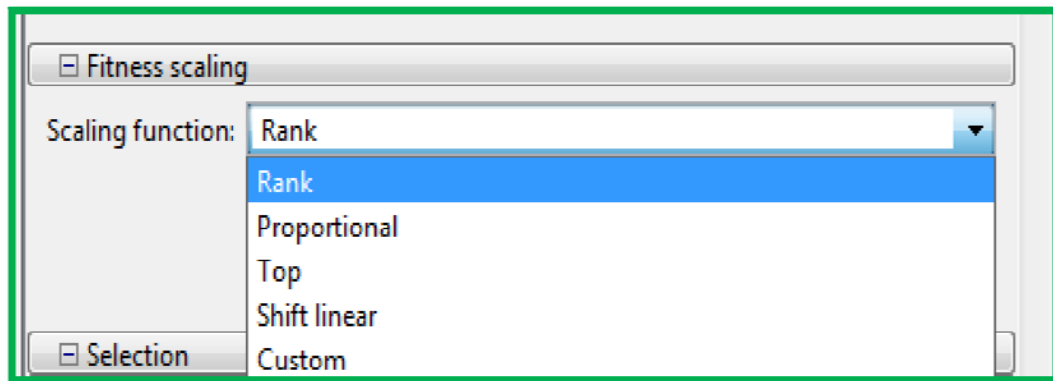 Fitness scaling
Scaling function: Rank
Rank
Proportional
Top
Shift linear
Selection
Custom